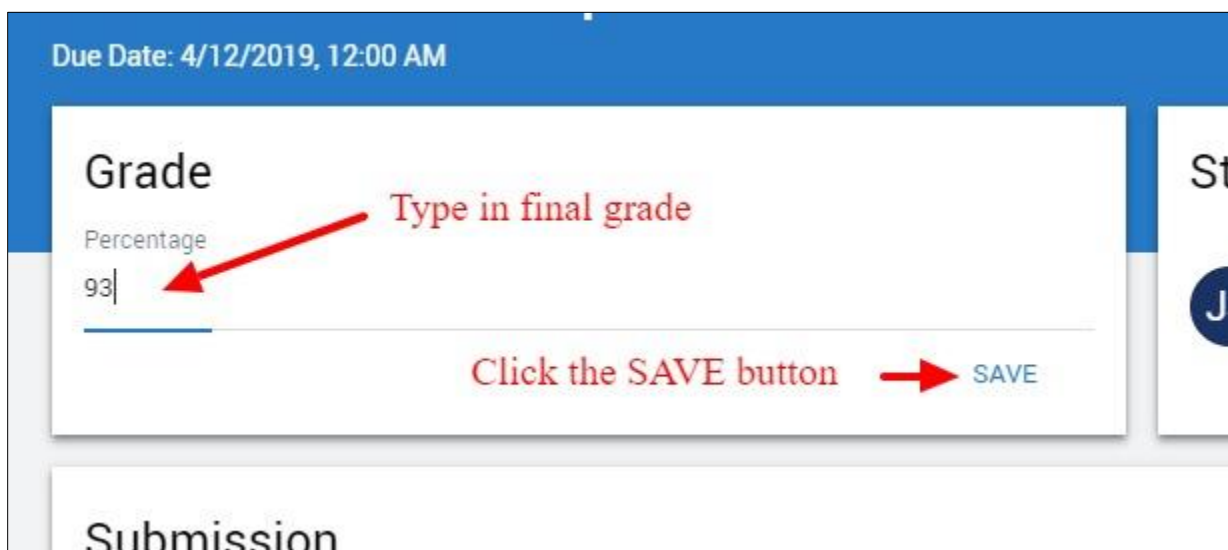 Due Date: 4/12/2019, 12:00 AM
Grade
Type in final grade
Percentage
93
Click the SAVE button
SAVE
St
J
Submission